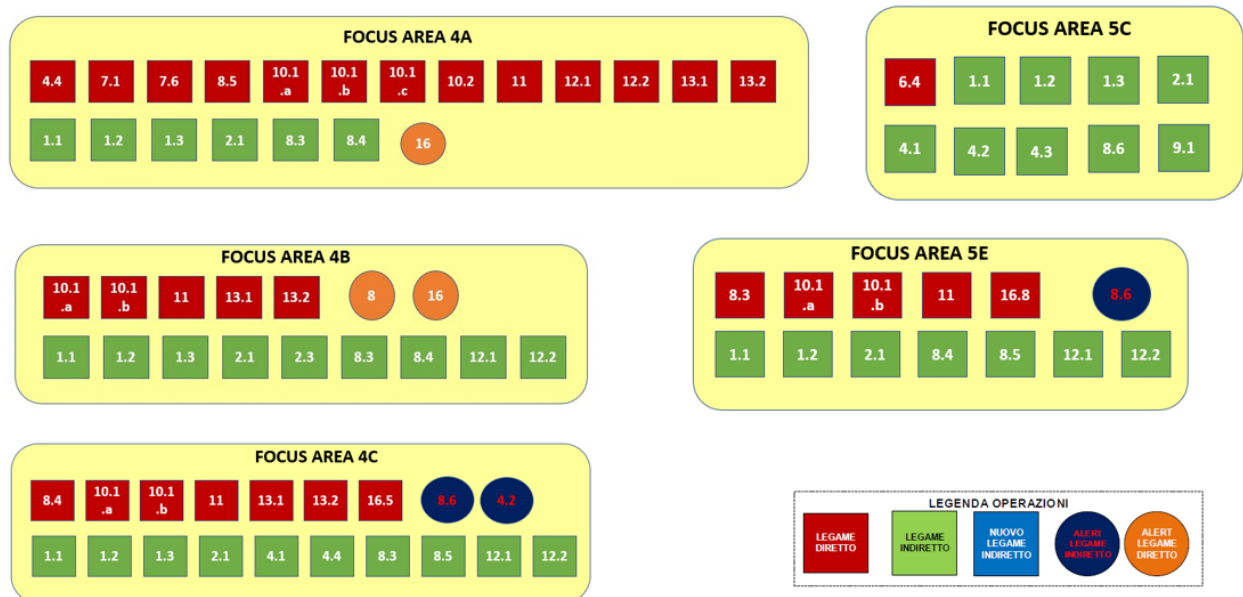 FOCUS AREA 4A
4.4 7.1 7.6 8.5 10.1 .a 10.1 .b 10.1 .c 10.2 11 12.1 12.2 13.1 13.2
1.1 1.2 1.3 2.1 8.3 8.4 16
FOCUS AREA 5C
6.4 1.1 1.2 1.3 2.1
4.1 4.2 4.3 8.6 9.1
FOCUS AREA 4B
10.1 .a 10.1 .b 11 13.1 13.2 8 16
1.1 1.2 1.3 2.1 2.3 8.3 8.4 12.1 12.2
FOCUS AREA 5E
8.3 10.1 .a 10.1 .b 11 16.8 8.6
1.1 1.2 2.1 8.4 8.5 12.1 12.2
FOCUS AREA 4C
8.4 10.1 .a 10.1 .b 11 13.1 13.2 16.5 8.6 4.2
1.1 1.2 1.3 2.1 4.1 4.4 8.3 8.5 12.1 12.2
LEGENDA OPERAZIONI
LEGAME
DIRETTO
LEGAME
INDIRETTO
NUOVO
LEGAME
INDIRETTO
ALERT
LEGAME
INDIRETTO
ALERT
LEGAME
DIRETTO